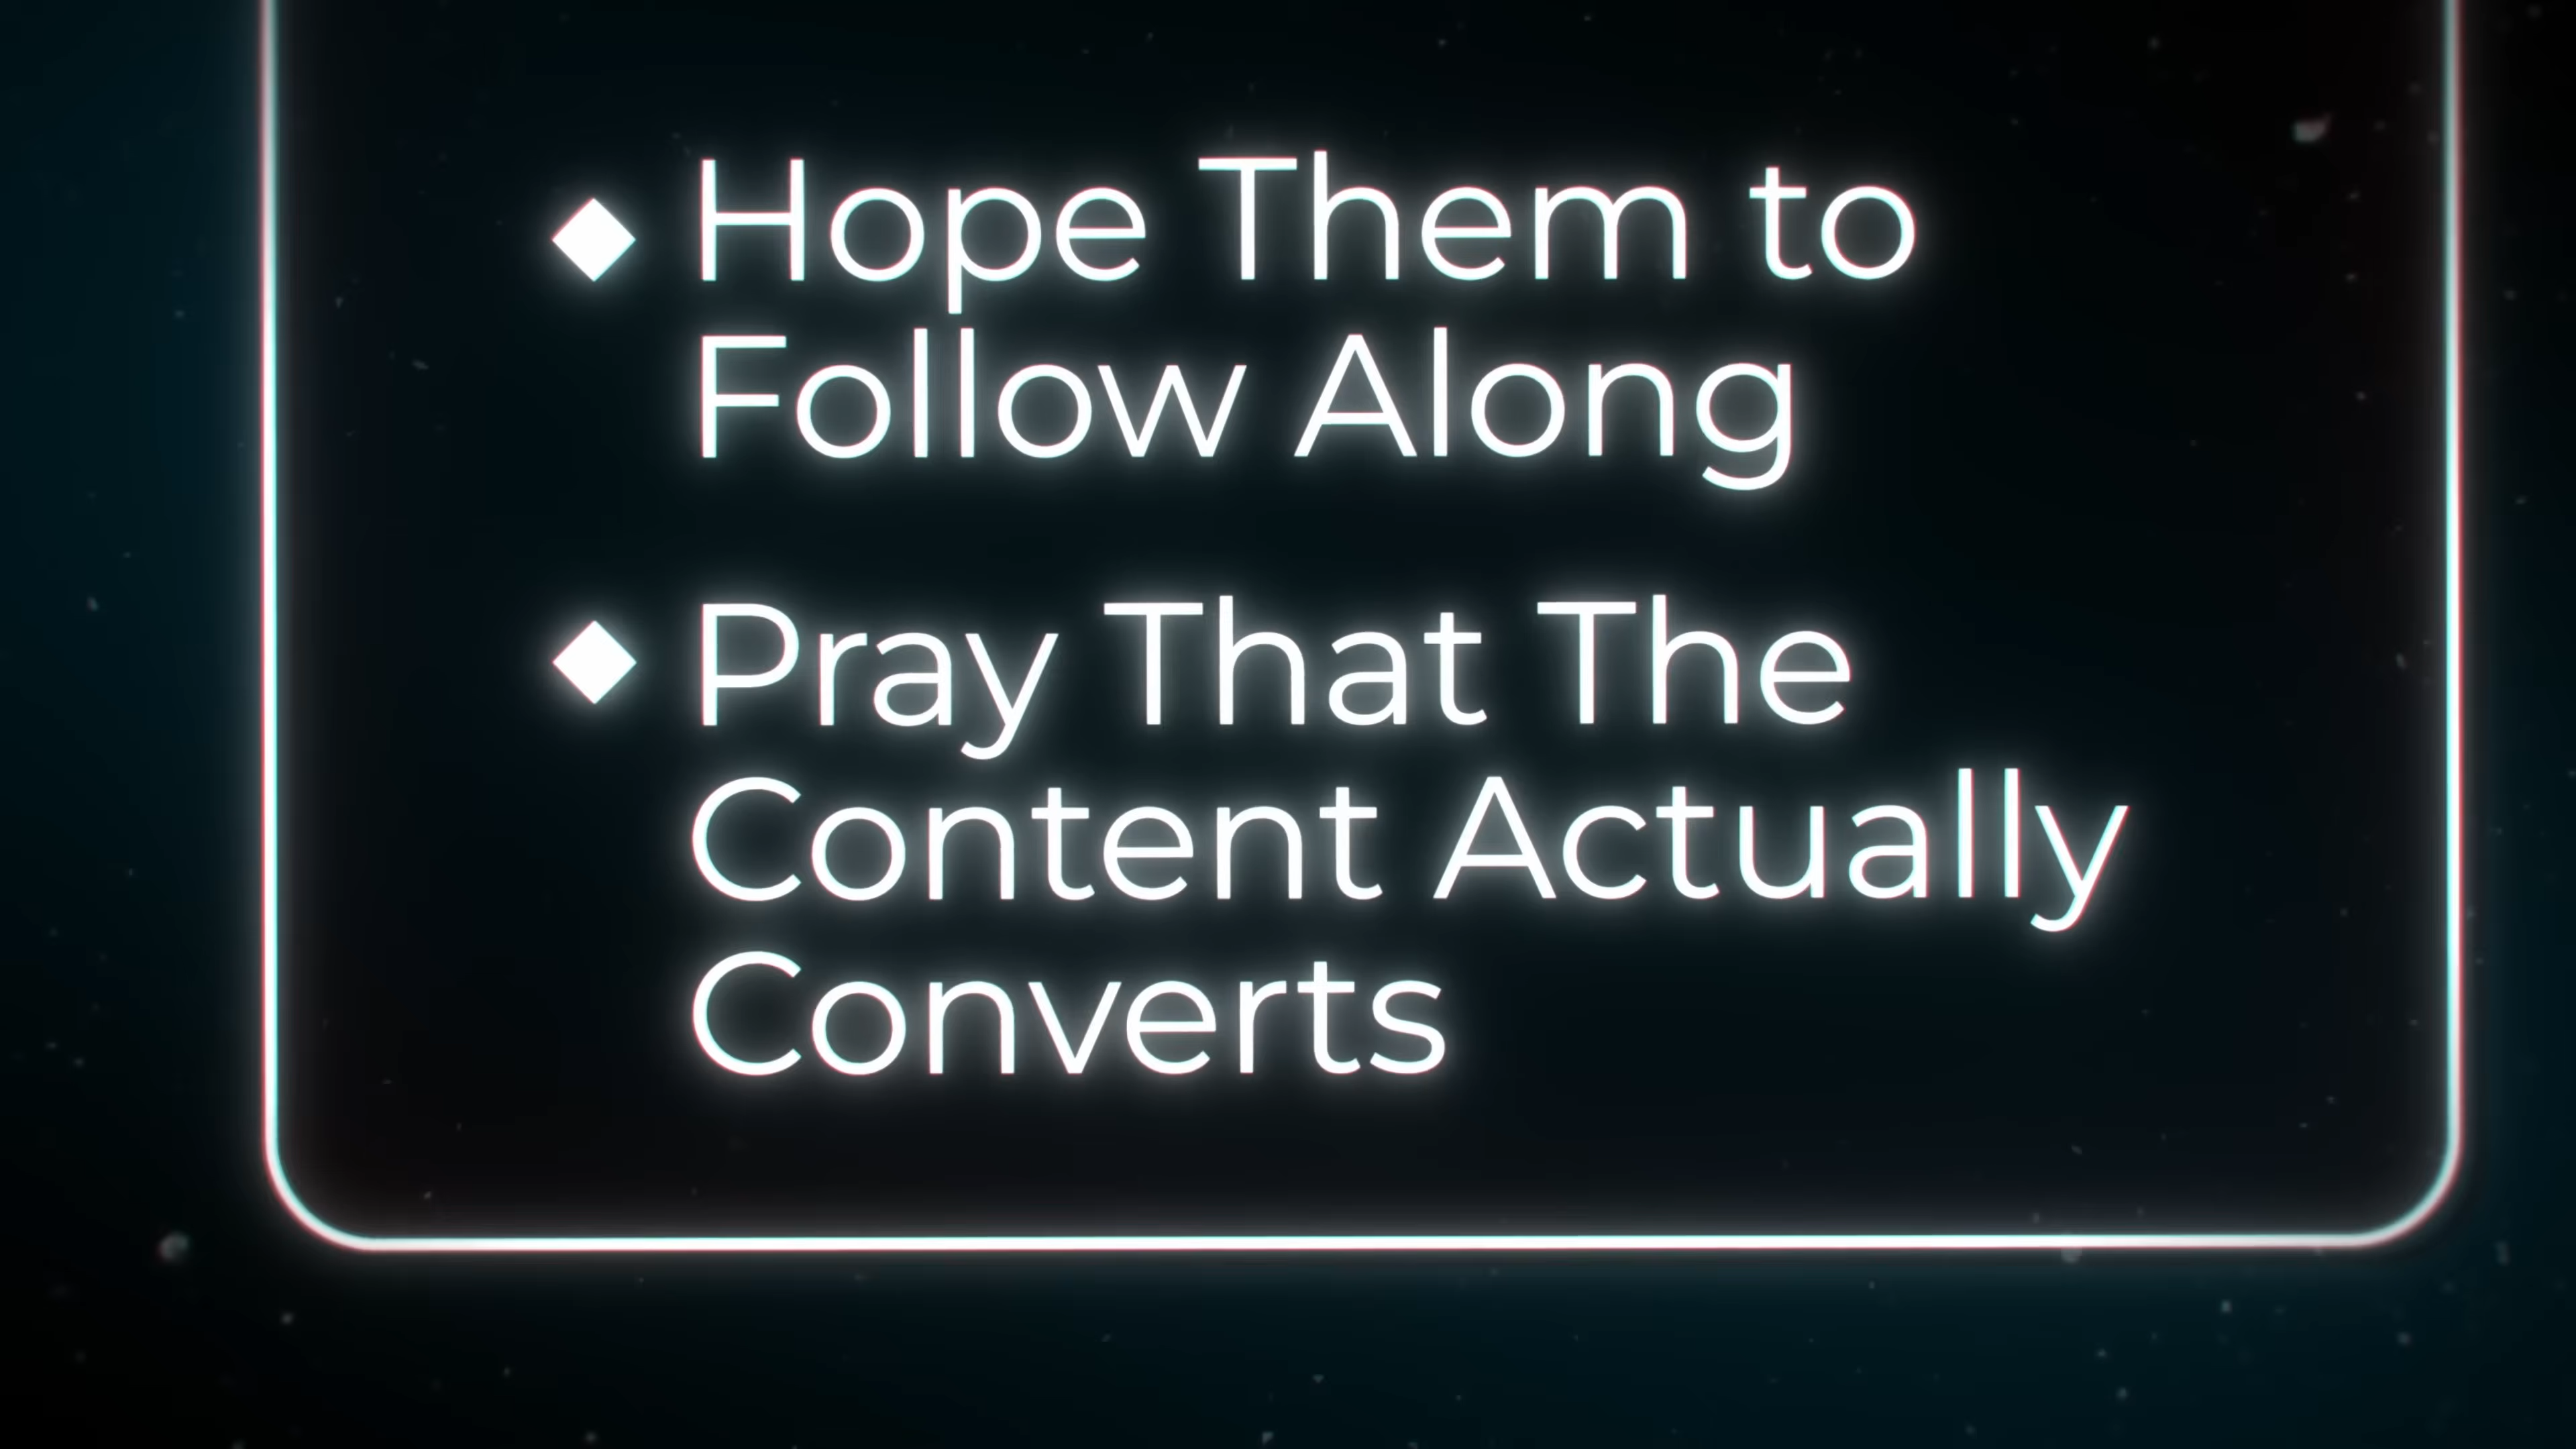 Hope Them to
Follow Along
Pray That The
Content Actually
Converts